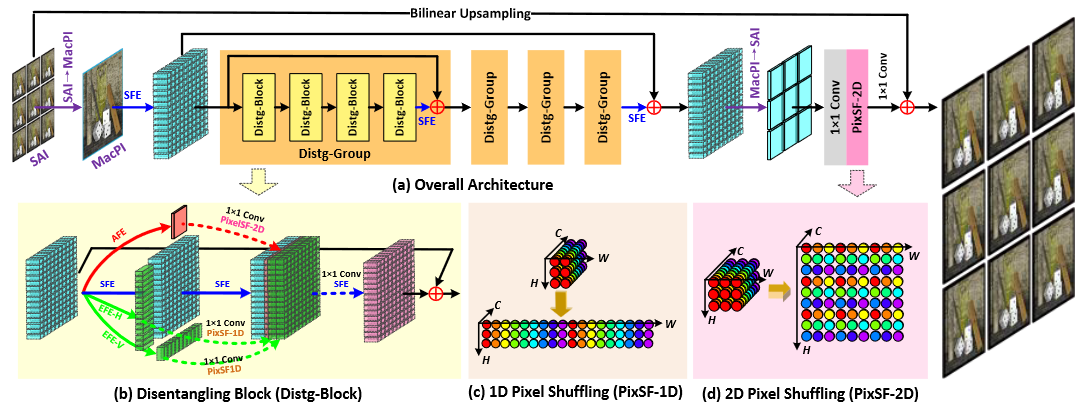 Bilinear Upsampling
SAI→MacPI
SFE
SAI
MacPI
Distg-Block
Distg-Block
Distg-Block
Distg-Block
SFE
Distg-Group
Distg-Group
Distg-Group
Distg-Group
SFE
MacPI→SAI
1×1 Conv
PixSF-2D
1×1 Conv
(a) Overall Architecture
1×1 Conv
PixelSF-2D
AFE
SFE
SFE
1×1 Conv
SFE
EFE-H
1×1 Conv
PixSF-1D
EFE-V
1×1 Conv
PixSF1D
(b) Disentangling Block (Distg-Block)
C
W
H
C
W
H
(c) 1D Pixel Shuffling (PixSF-1D)
C
W
H
C
W
H
(d) 2D Pixel Shuffling (PixSF-2D)